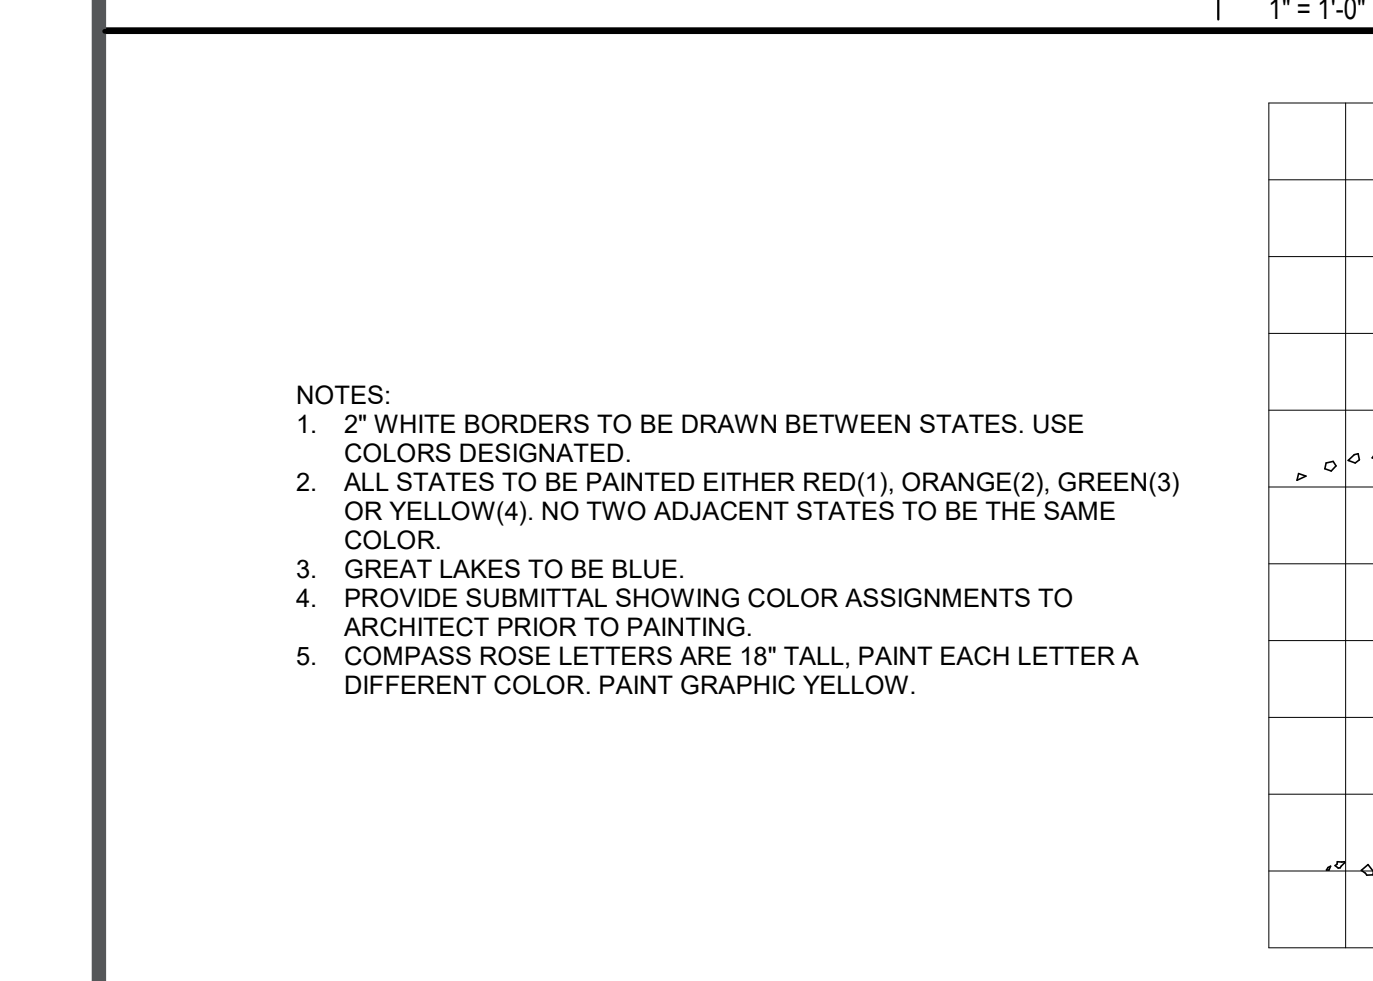 1" = 1'-0"
NOTES:
1. 2" WHITE BORDERS TO BE DRAWN BETWEEN STATES. USE
COLORS DESIGNATED.
2. ALL STATES TO BE PAINTED EITHER RED(1), ORANGE(2), GREEN(3)
OR YELLOW(4). NO TWO ADJACENT STATES TO BE THE SAME
COLOR.
3. GREAT LAKES TO BE BLUE.
4. PROVIDE SUBMITTAL SHOWING COLOR ASSIGNMENTS TO
ARCHITECT PRIOR TO PAINTING.
5. COMPASS ROSE LETTERS ARE 18" TALL, PAINT EACH LETTER A
DIFFERENT COLOR. PAINT GRAPHIC YELLOW.